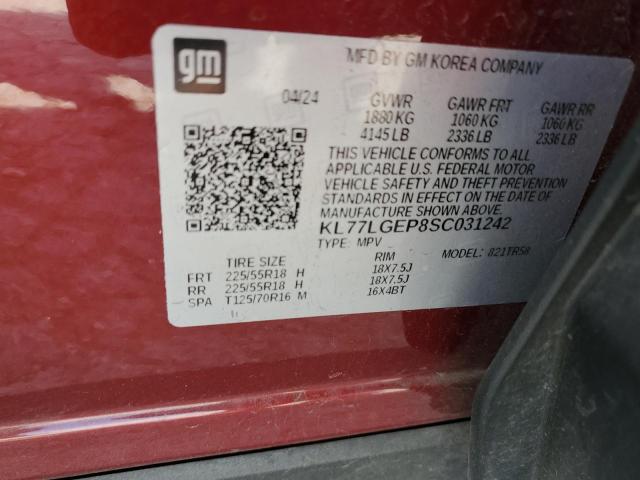 gm
MFD BY GM KOREA COMPANY
04/24 GVWR GAWR FRT GAWR RR
1880 KG 1060 KG 1060 KG
4145 LB 2336 LB 2336 LB
THIS VEHICLE CONFORMS TO ALL
APPLICABLE U.S. FEDERAL MOTOR
VEHICLE SAFETY AND THEFT PREVENTION
STANDARDS IN EFFECT ON THE DATE OF
MANUFACTURE SHOWN ABOVE.
KL77LGEP8SC031242
TYPE: MPV MODEL: 821TR58
TIRE SIZE RIM
FRT 225/55R18 H 18X7.5J
RR 225/55R18 H 18X7.5J
SPA T125/70R16 M 16X4BT